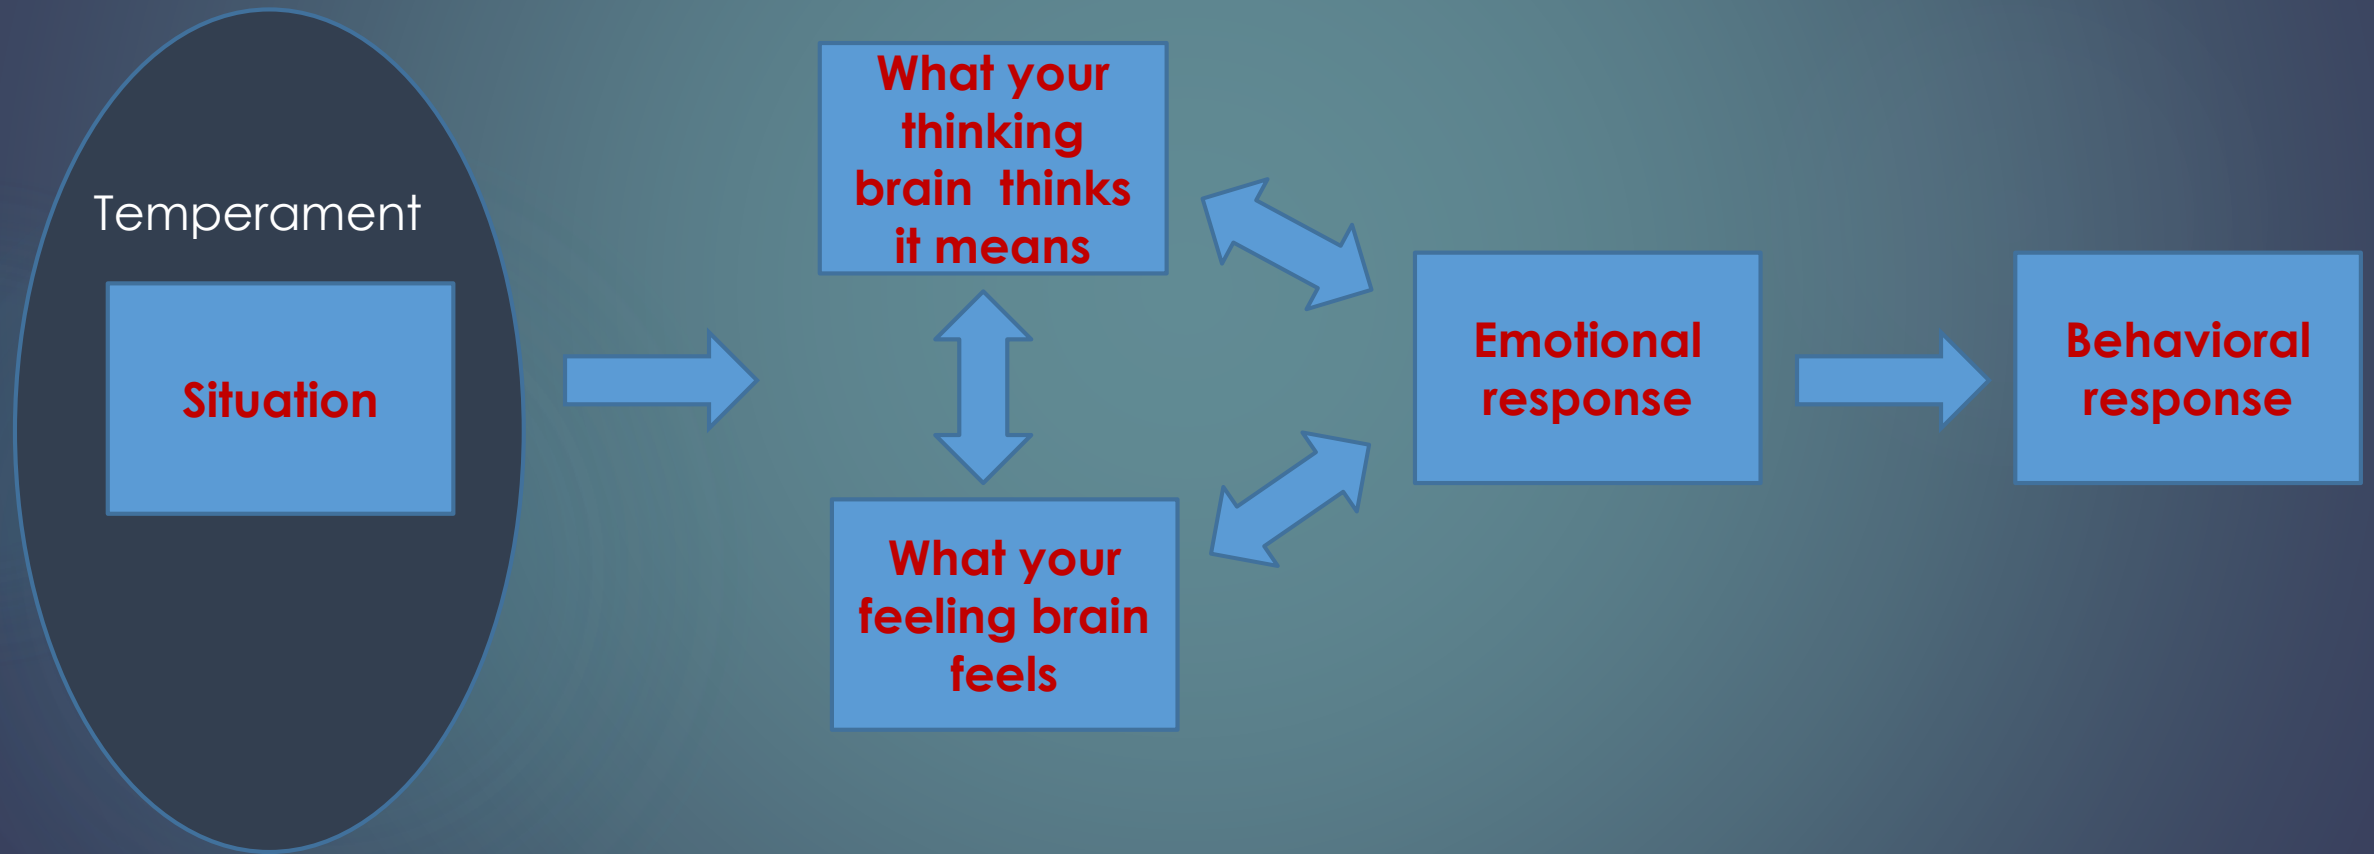 Temperament
Situation
What your
thinking
brain  thinks
it means
What your
feeling brain
feels
Emotional
response
Behavioral
response